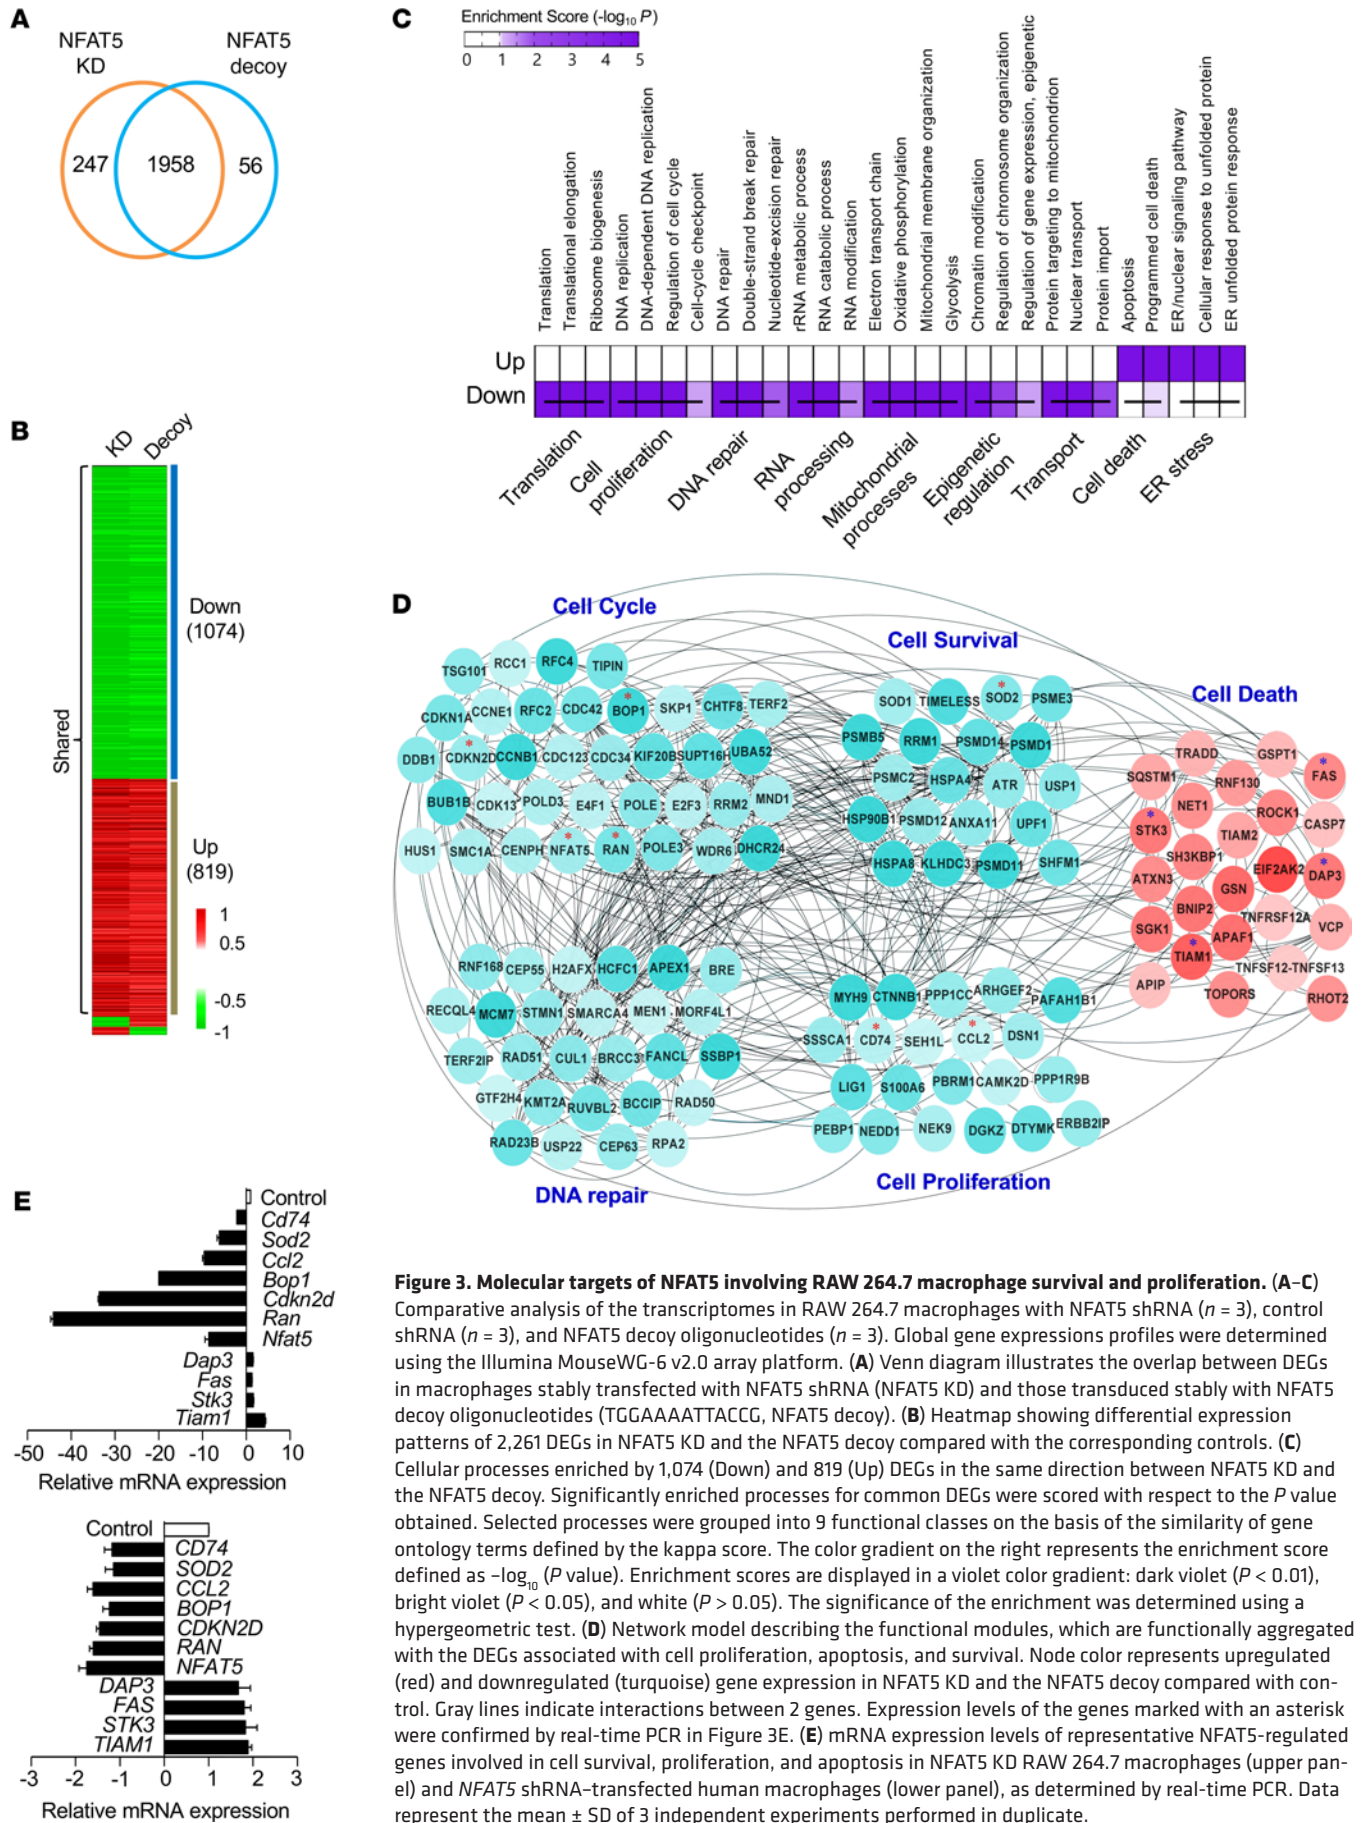 A
NFAT5
KD
NFAT5
decoy
247
1958
56
B
KD
Decoy
Shared
Down
(1074)
Up
(819)
1
0.5
-0.5
-1
C
Enrichment Score (-log10 P)
0 1 2 3 4 5
Translation
Translational elongation
Ribosome biogenesis
DNA replication
DNA-dependent DNA replication
Regulation of cell cycle
Cell-cycle checkpoint
DNA repair
Double-strand break repair
Nucleotide-excision repair
rRNA metabolic process
RNA catabolic process
RNA modification
Electron transport chain
Oxidative phosphorylation
Mitochondrial membrane organization
Glycolysis
Chromatin modification
Regulation of chromosome organization
Regulation of gene expression, epigenetic
Protein targeting to mitochondrion
Nuclear transport
Protein import
Apoptosis
Programmed cell death
ER/nuclear signaling pathway
Cellular response to unfolded protein
ER unfolded protein response
Up
Down
Translation
Cell
proliferation
DNA repair
RNA
processing
Mitochondrial
processes
Epigenetic
regulation
Transport
Cell death
ER stress
D
Cell Cycle
TSG101 RCC1 RFC4 TIPIN
CDKN1A CCNE1 RFC2 CDC42 BOP1 * SKP1 CHTF8 TERF2
DDB1 CDKN2D * CCNB1 CDC123 CDC34 KIF20B SUPT16H UBA52
BUB1B CDK13 POLD3 E4F1 POLE E2F3 RRM2 MND1
HUS1 SMC1A CENPH NFAT5 * RAN * POLE3 WDR6 DHCR24
Cell Survival
SOD1 TIMELESS SOD2 * PSME3
PSMB5 RRM1 PSMD14 PSMD1
PSMC2 HSPA4 ATR USP1
HSP90B1 PSMD12 ANXA11 UPF1
HSPA8 KLHDC3 PSMD11 SHFM1
Cell Death
TRADD GSPT1
SQSTM1 RNF130 FAS *
NET1 ROCK1
STK3 * TIAM2 CASP7
SH3KBP1 EIF2AK2
ATXN3 GSN DAP3 *
BNIP2 TNFRSF12A
SGK1 APAF1 VCP
TIAM1 * TNFSF12-TNFSF13
APIP TOPORS RHOT2
RNF168 CEP55 H2AFX HCFC1 APEX1 BRE
RECQL4 MCM7 STMN1 SMARCA4 MEN1 MORF4L1
TERF2IP RAD51 CUL1 BRCC3 FANCL SSBP1
GTF2H4 KMT2A RUVBL2 BCCIP RAD50
RAD23B USP22 CEP63 RPA2
DNA repair
MYH9 CTNNB1 PPP1CC ARHGEF2 PAFAH1B1
SSSCA1 CD74 * SEH1L CCL2 * DSN1
LIG1 S100A6 PBRM1 CAMK2D PPP1R9B
PEBP1 NEDD1 NEK9 DGKZ DTYMK ERBB2IP
Cell Proliferation
E
Control
Cd74
Sod2
Ccl2
Bop1
Cdkn2d
Ran
Nfat5
Dap3
Fas
Stk3
Tiam1
-50 -40 -30 -20 -10 0 10
Relative mRNA expression
Control
CD74
SOD2
CCL2
BOP1
CDKN2D
RAN
NFAT5
DAP3
FAS
STK3
TIAM1
-3 -2 -1 0 1 2 3
Relative mRNA expression
Figure 3. Molecular targets of NFAT5 involving RAW 264.7 macrophage survival and proliferation. (A–C)
Comparative analysis of the transcriptomes in RAW 264.7 macrophages with NFAT5 shRNA (n = 3), control
shRNA (n = 3), and NFAT5 decoy oligonucleotides (n = 3). Global gene expressions profiles were determined
using the Illumina MouseWG-6 v2.0 array platform. (A) Venn diagram illustrates the overlap between DEGs
in macrophages stably transfected with NFAT5 shRNA (NFAT5 KD) and those transduced stably with NFAT5
decoy oligonucleotides (TGGAAAATTACCG, NFAT5 decoy). (B) Heatmap showing differential expression
patterns of 2,261 DEGs in NFAT5 KD and the NFAT5 decoy compared with the corresponding controls. (C)
Cellular processes enriched by 1,074 (Down) and 819 (Up) DEGs in the same direction between NFAT5 KD and
the NFAT5 decoy. Significantly enriched processes for common DEGs were scored with respect to the P value
obtained. Selected processes were grouped into 9 functional classes on the basis of the similarity of gene
ontology terms defined by the kappa score. The color gradient on the right represents the enrichment score
defined as –log10 (P value). Enrichment scores are displayed in a violet color gradient: dark violet (P < 0.01),
bright violet (P < 0.05), and white (P > 0.05). The significance of the enrichment was determined using a
hypergeometric test. (D) Network model describing the functional modules, which are functionally aggregated
with the DEGs associated with cell proliferation, apoptosis, and survival. Node color represents upregulated
(red) and downregulated (turquoise) gene expression in NFAT5 KD and the NFAT5 decoy compared with con-
trol. Gray lines indicate interactions between 2 genes. Expression levels of the genes marked with an asterisk
were confirmed by real-time PCR in Figure 3E. (E) mRNA expression levels of representative NFAT5-regulated
genes involved in cell survival, proliferation, and apoptosis in NFAT5 KD RAW 264.7 macrophages (upper pan-
el) and NFAT5 shRNA–transfected human macrophages (lower panel), as determined by real-time PCR. Data
represent the mean ± SD of 3 independent experiments performed in duplicate.